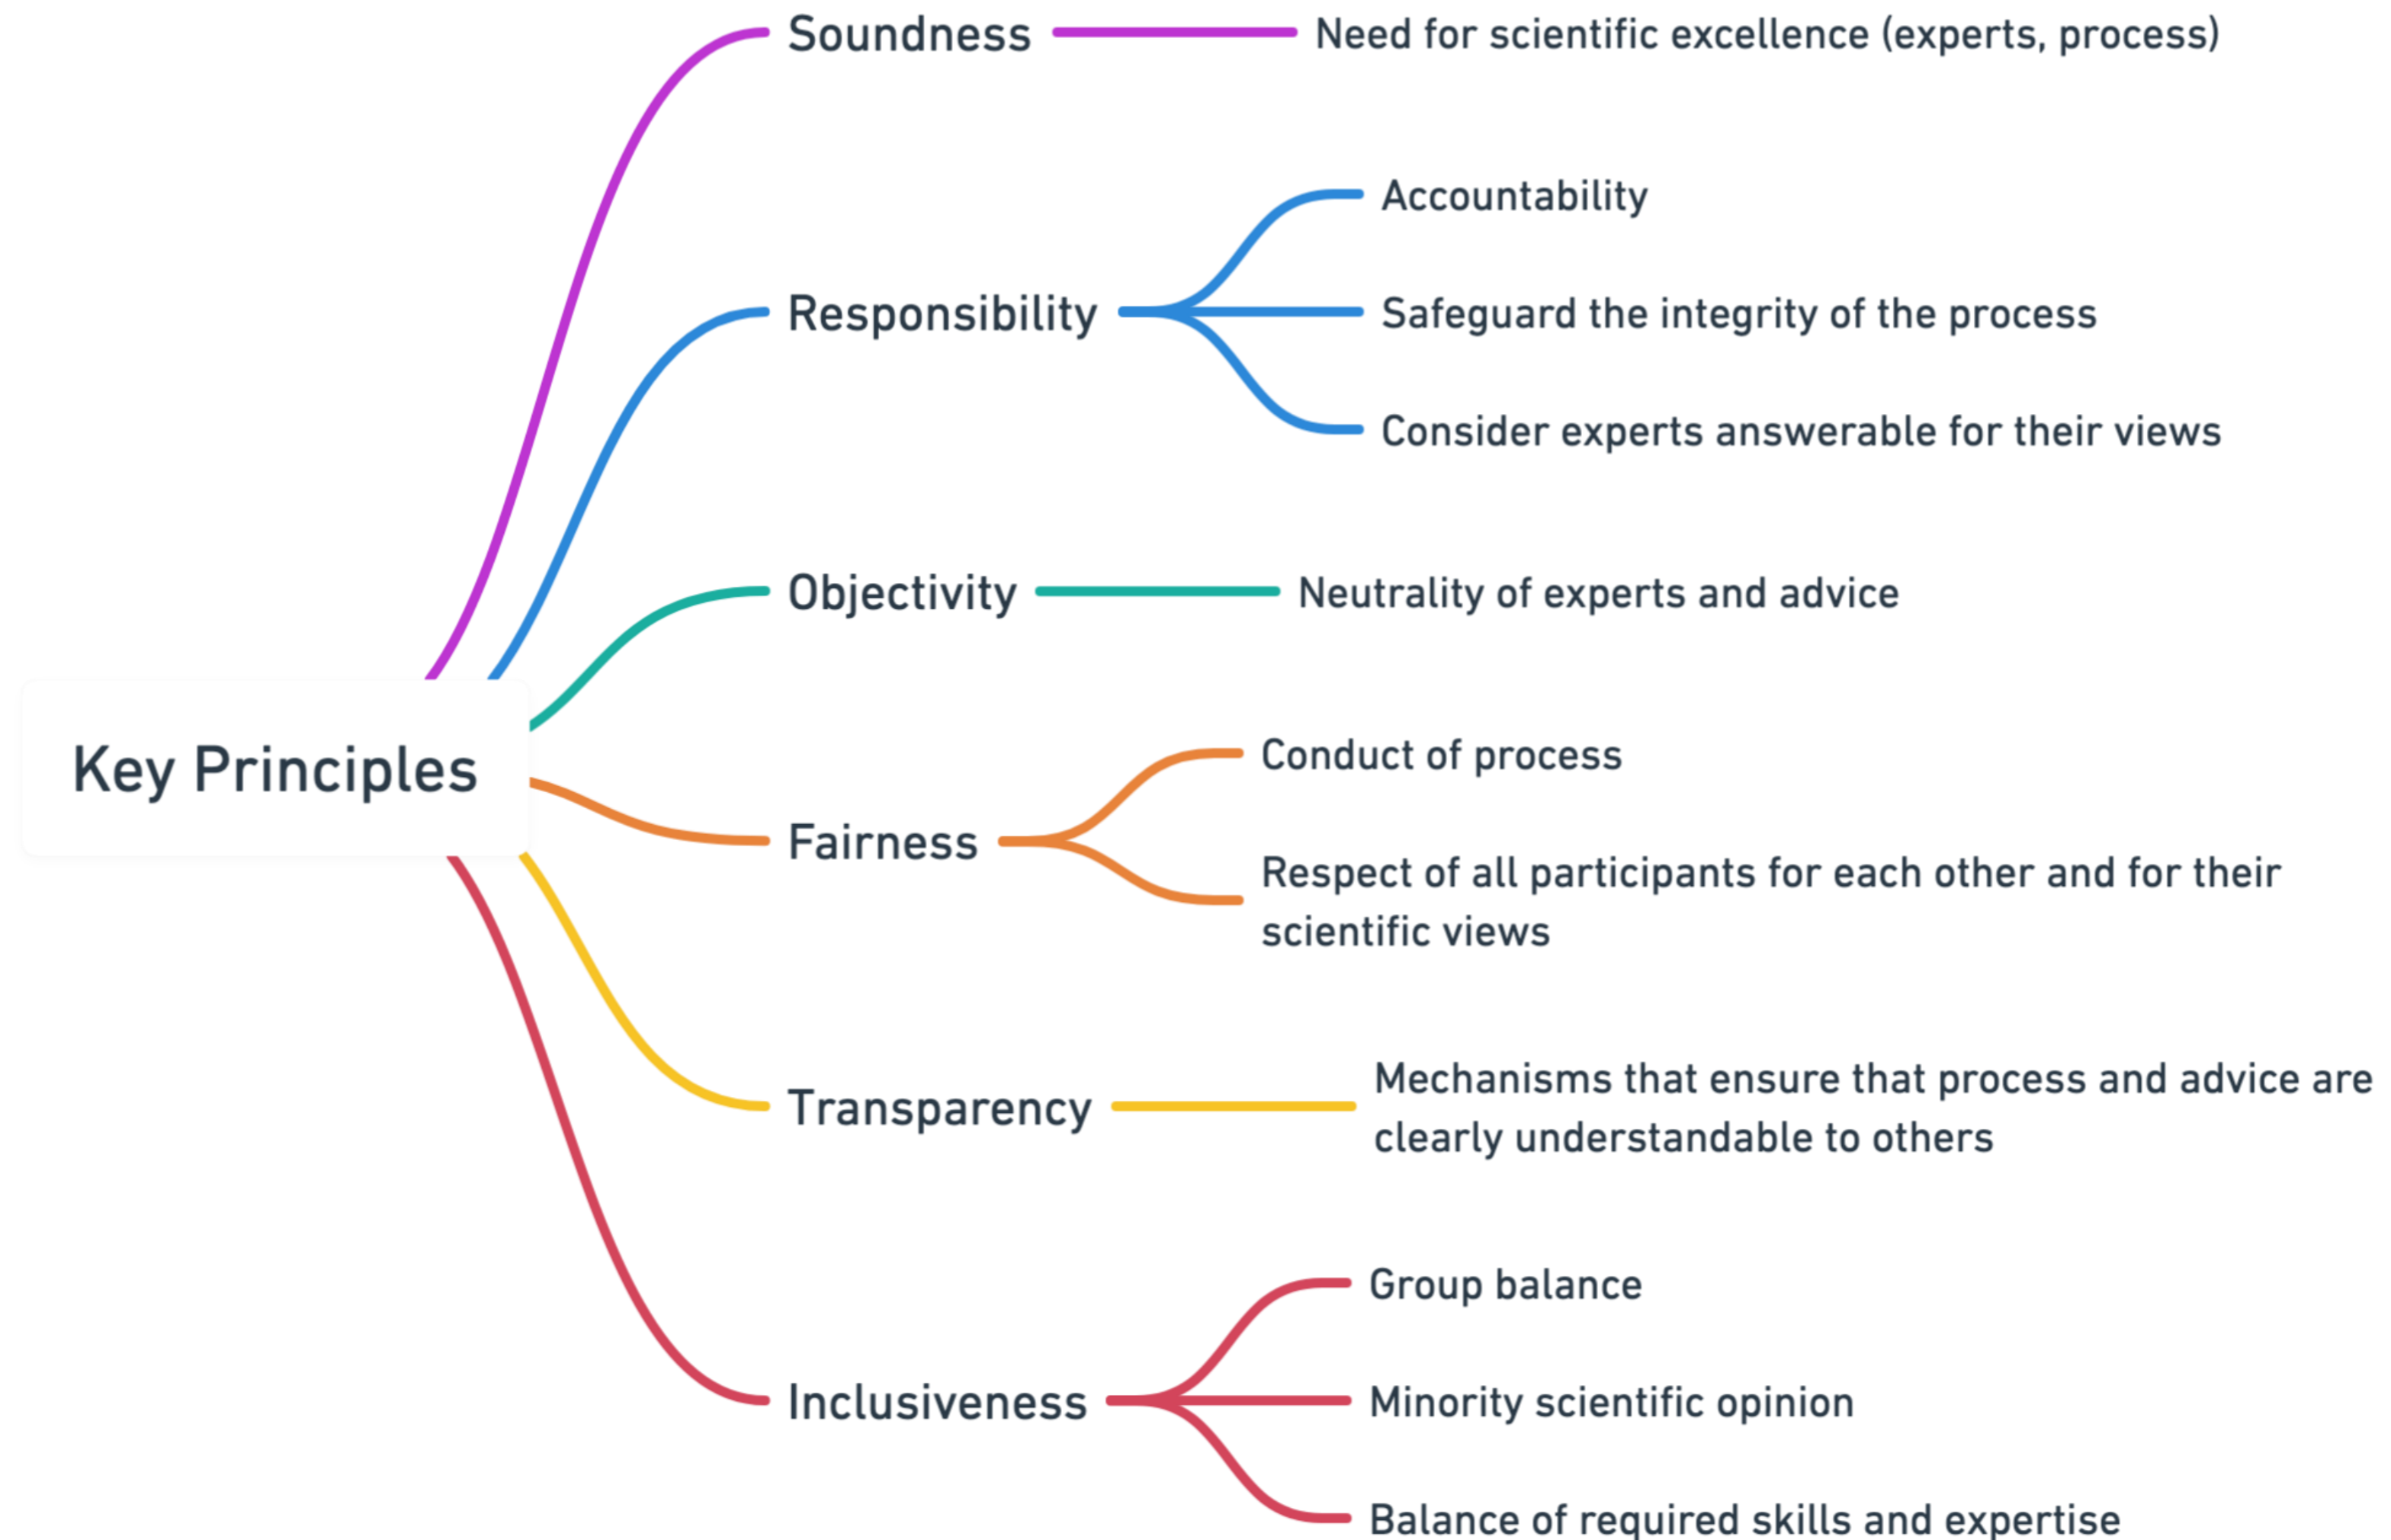 Key Principles
Soundness
Need for scientific excellence (experts, process)
Responsibility
Accountability
Safeguard the integrity of the process
Consider experts answerable for their views
Objectivity
Neutrality of experts and advice
Fairness
Conduct of process
Respect of all participants for each other and for their
scientific views
Transparency
Mechanisms that ensure that process and advice are
clearly understandable to others
Inclusiveness
Group balance
Minority scientific opinion
Balance of required skills and expertise